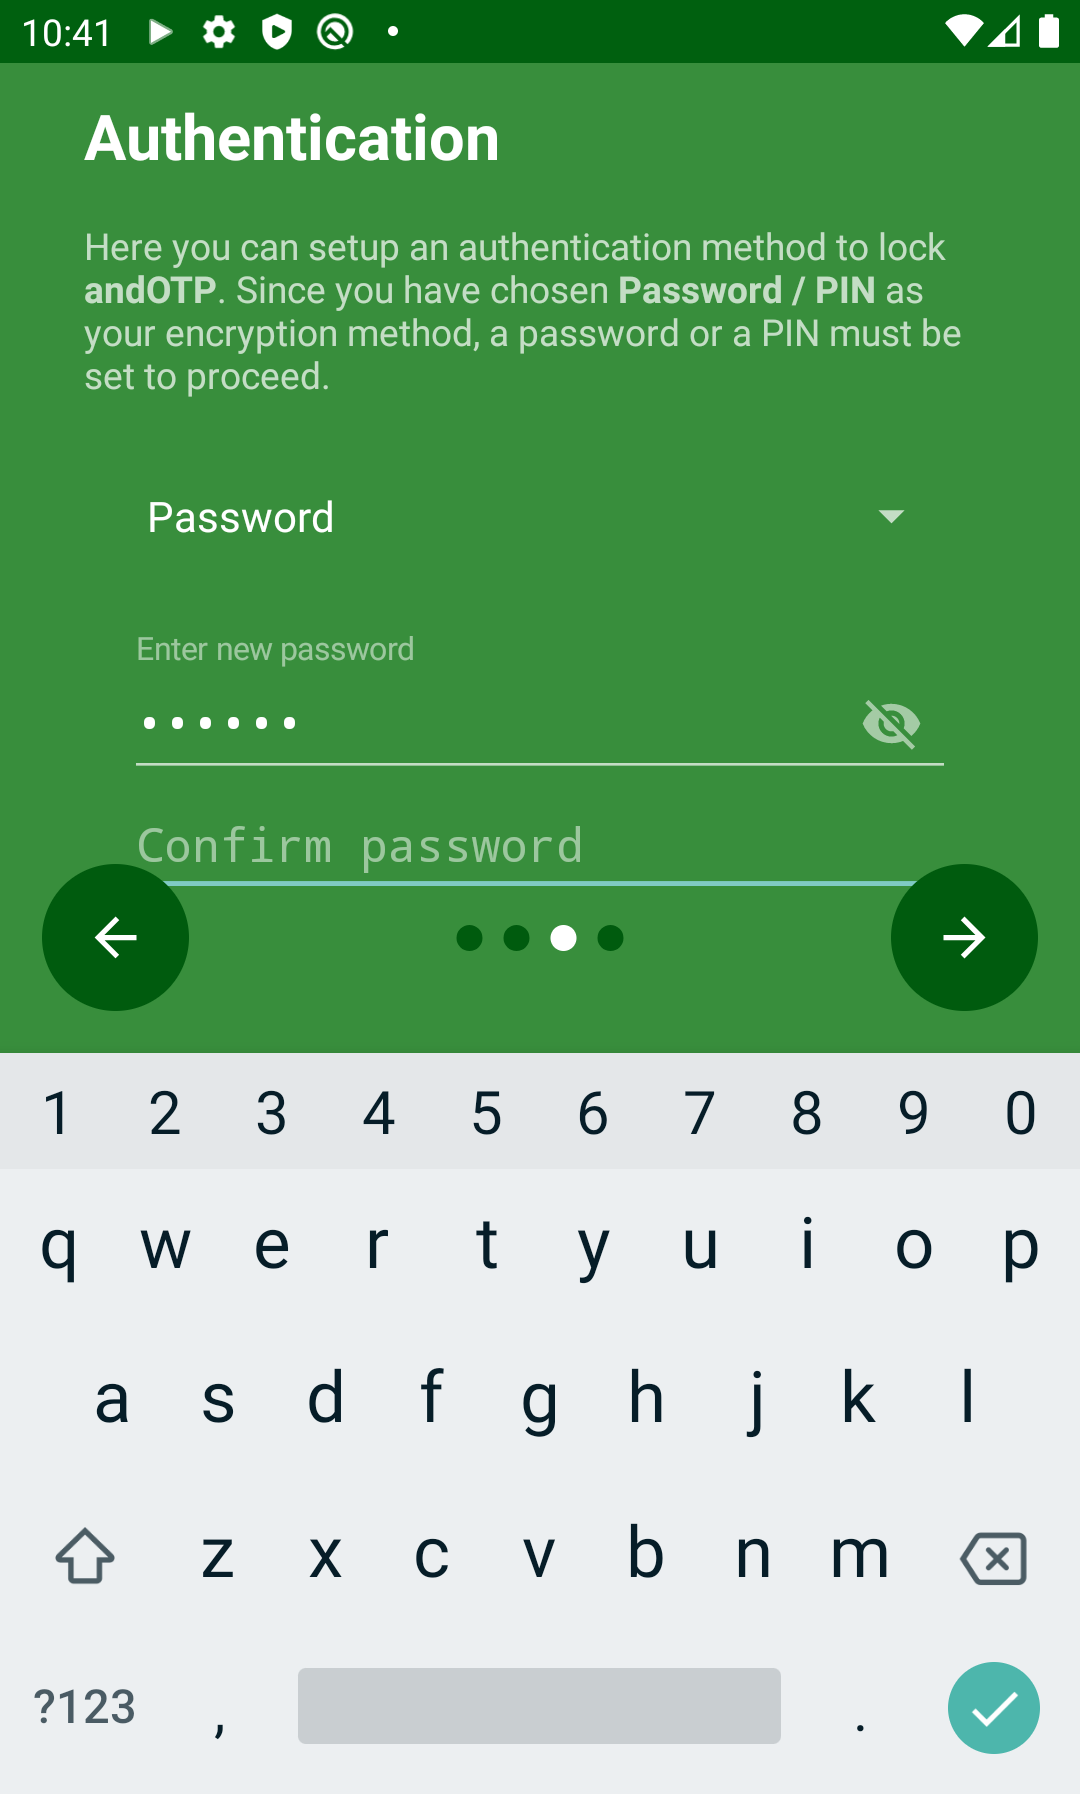 10:41
Authentication
Here you can setup an authentication method to lock
andOTP. Since you have chosen Password / PIN as
your encryption method, a password or a PIN must be
set to proceed.
Password
Enter new password
••••••
Confirm password
1 2 3 4 5 6 7 8 9 0
q w e r t y u i o p
a s d f g h j k l
z x c v b n m
?123 , .